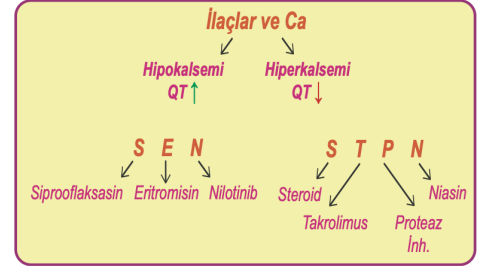 İlaçlar ve Ca
Hipokalsemi Hiperkalsemi
QT↑ QT↓
S E N
S T P N
Siprooflaksasin Eritromisin Nilotinib
Steroid Niasin
Takrolimus Proteaz
İnh.